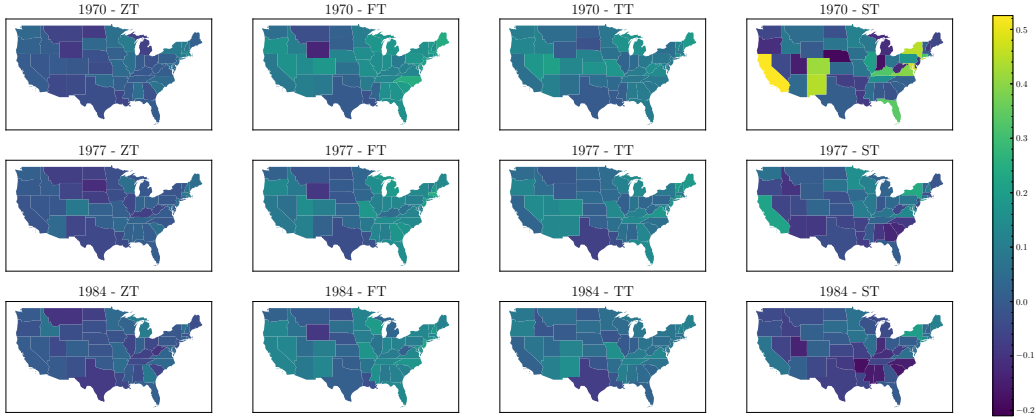 1970 - ZT
1970 - FT
1970 - TT
1970 - ST
1977 - ZT
1977 - FT
1977 - TT
1977 - ST
1984 - ZT
1984 - FT
1984 - TT
1984 - ST
0.5
0.4
0.3
0.2
0.1
0.0
−0.1
−0.2